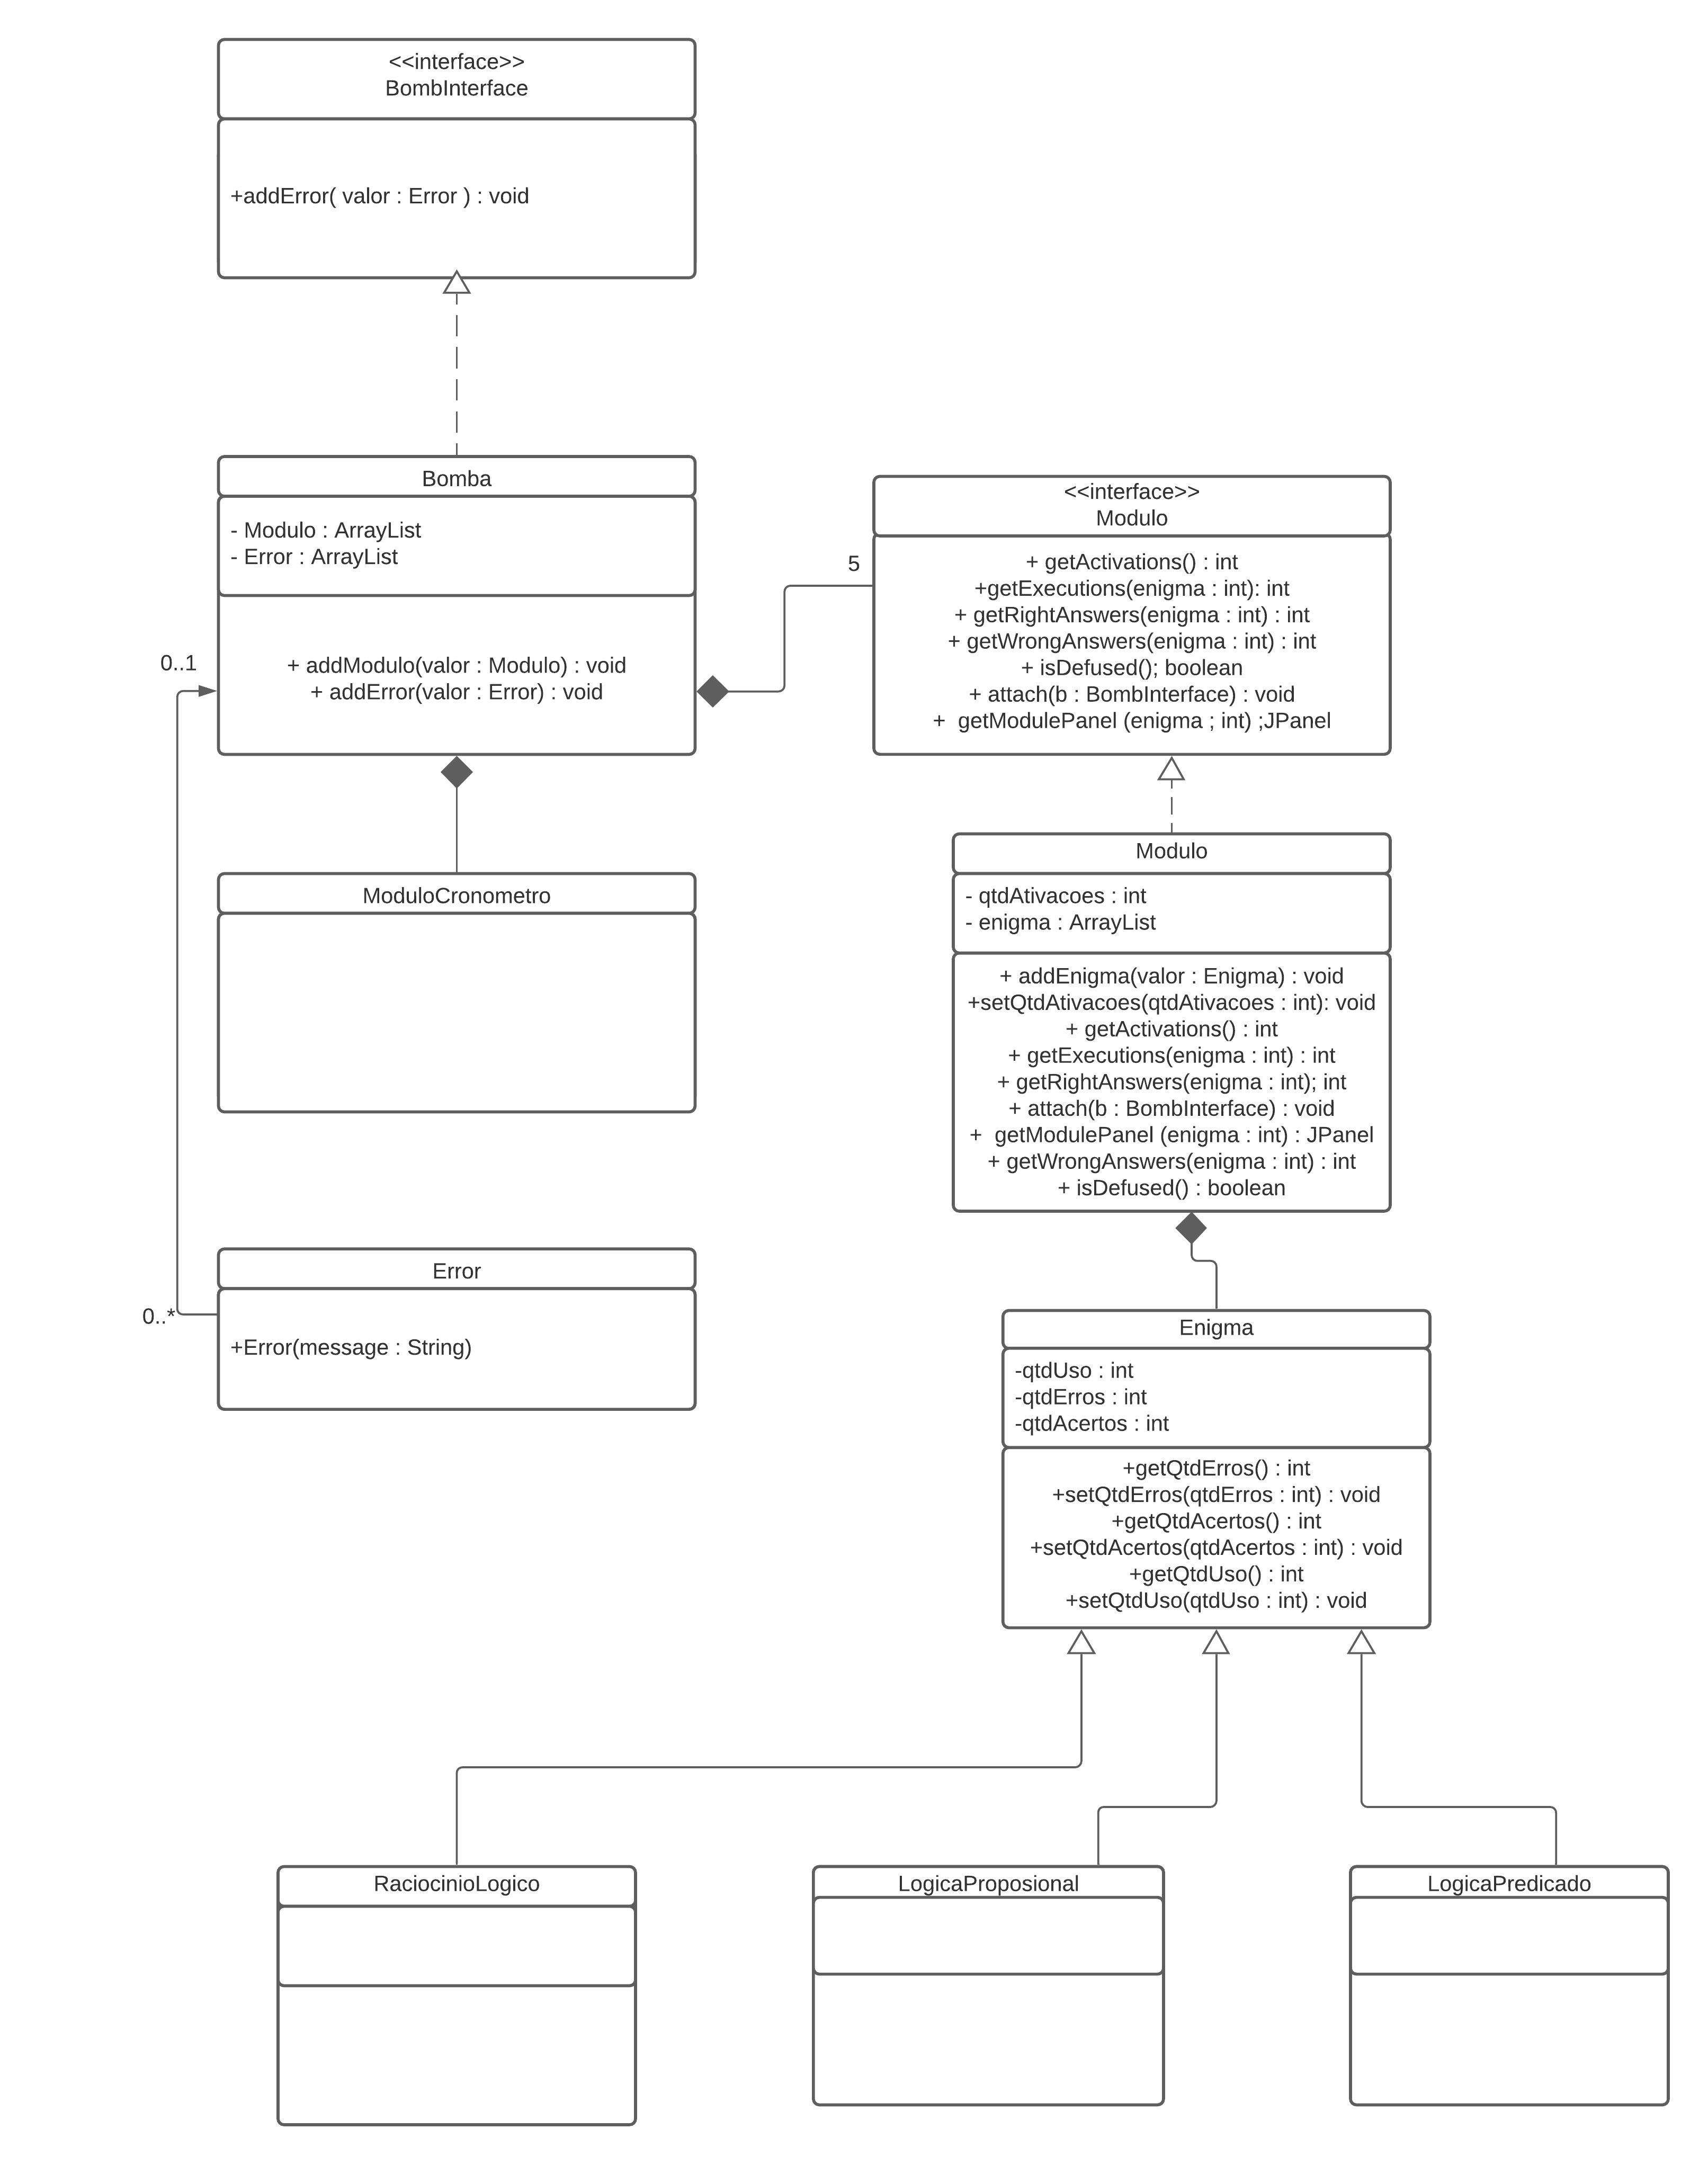 <<interface>>
BombInterface
+addError( valor : Error ) : void
Bomba
- Modulo : ArrayList
- Error : ArrayList
+ addModulo(valor : Modulo) : void
+ addError(valor : Error) : void
0..1
5
<<interface>>
Modulo
+ getActivations() : int
+getExecutions(enigma : int): int
+ getRightAnswers(enigma : int) : int
+ getWrongAnswers(enigma : int) : int
+ isDefused(); boolean
+ attach(b : BombInterface) : void
+  getModulePanel (enigma ; int) ;JPanel
Modulo
- qtdAtivacoes : int
- enigma : ArrayList
+ addEnigma(valor : Enigma) : void
+setQtdAtivacoes(qtdAtivacoes : int): void
+ getActivations() : int
+ getExecutions(enigma : int) : int
+ getRightAnswers(enigma : int); int
+ attach(b : BombInterface) : void
+  getModulePanel (enigma : int) : JPanel
+ getWrongAnswers(enigma : int) : int
+ isDefused() : boolean
ModuloCronometro
Error
+Error(message : String)
0..*
Enigma
-qtdUso : int
-qtdErros : int
-qtdAcertos : int
+getQtdErros() : int
+setQtdErros(qtdErros : int) : void
+getQtdAcertos() : int
+setQtdAcertos(qtdAcertos : int) : void
+getQtdUso() : int
+setQtdUso(qtdUso : int) : void
RaciocinioLogico
LogicaProposional
LogicaPredicado